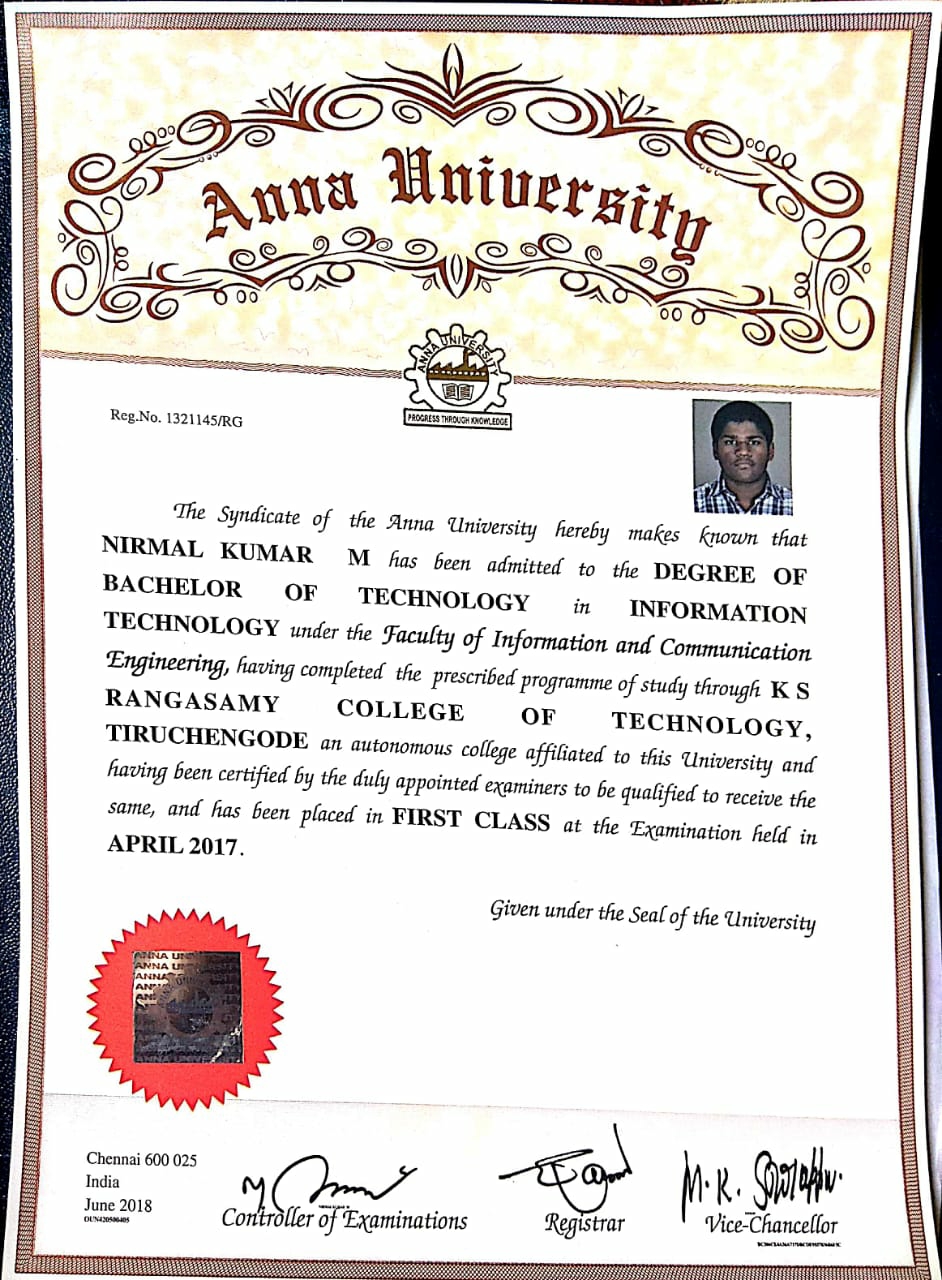 Anna University
ANNA UNIVERSITY
PROGRESS THROUGH KNOWLEDGE
Reg.No. 1321145/RG
The Syndicate of the Anna University hereby makes known that
NIRMAL KUMAR M has been admitted to the DEGREE OF
BACHELOR OF TECHNOLOGY in INFORMATION
TECHNOLOGY under the Faculty of Information and Communication
Engineering, having completed the prescribed programme of study through K S
RANGASAMY COLLEGE OF TECHNOLOGY,
TIRUCHENGODE an autonomous college affiliated to this University and
having been certified by the duly appointed examiners to be qualified to receive the
same, and has been placed in FIRST CLASS at the Examination held in
APRIL 2017.
Given under the Seal of the University
Chennai 600 025
India
June 2018
Controller of Examinations
Registrar
M. K.
Vice-Chancellor